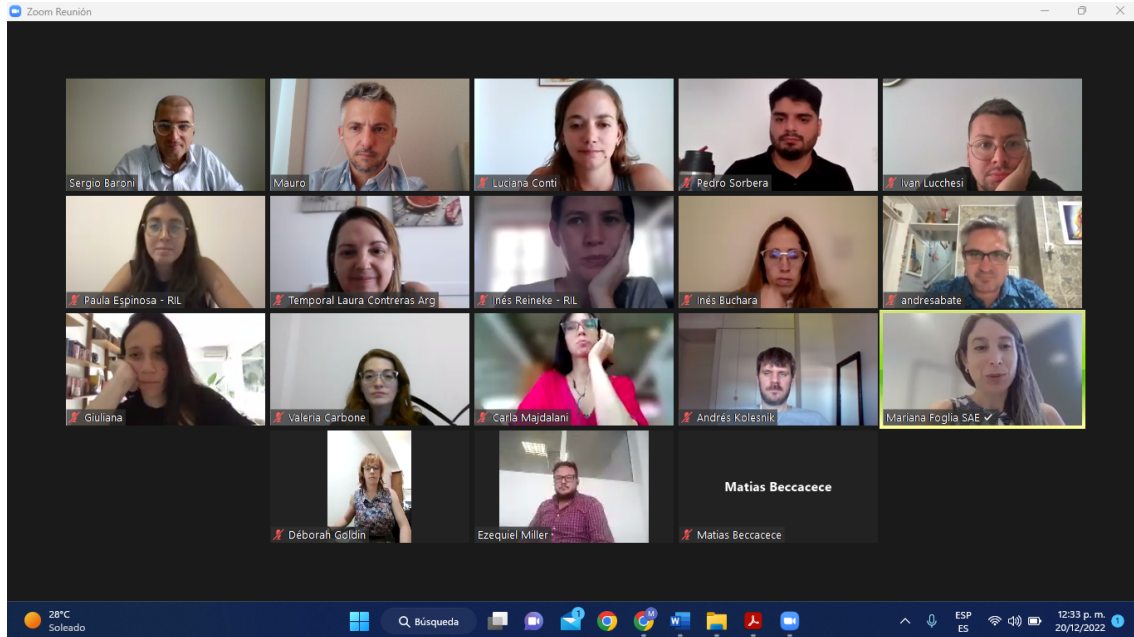 Zoom Reunión
Sergio Baroni
Mauro
Luciana Conti
Pedro Sorbera
Ivan Lucchesi
Paula Espinosa - RIL
Temporal Laura Contreras Arg
Inés Reineke - RIL
Inés Buchara
andresabate
Giuliana
Valeria Carbone
Carla Majdalani
Andrés Kolesnik
Mariana Foglia SAE
Matias Beccacece
Déborah Goldin
Ezequiel Miller
Matias Beccacece
28°C
Soleado
Búsqueda
1
M
ESP
ES
12:33 p. m.
20/12/2022
1